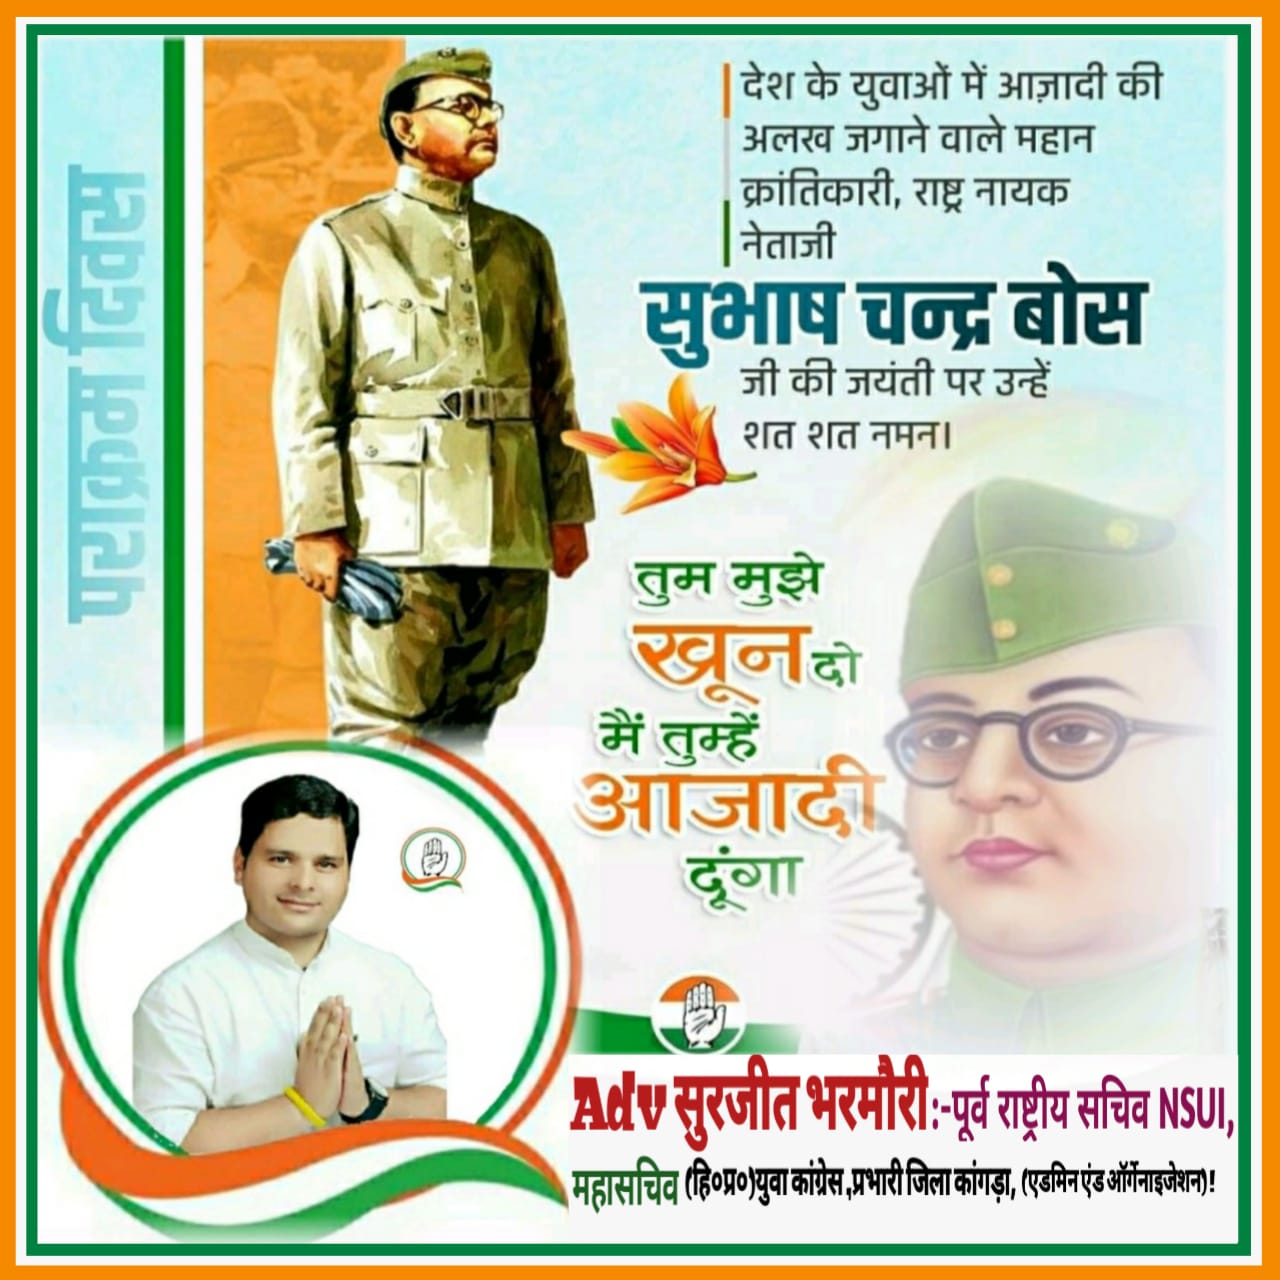 पराक्रम दिवस
देश के युवाओं में आज़ादी की
अलख जगाने वाले महान
क्रांतिकारी, राष्ट्र नायक
नेताजी
सुभाष चन्द्र बोस
जी की जयंती पर उन्हें
शत शत नमन।
तुम मुझे
खून दो
मैं तुम्हें
आजादी
दूंगा
Adv सुरजीत भरमौरी:-पूर्व राष्ट्रीय सचिव NSUI,
महासचिव (हि०प्र०)युवा कांग्रेस ,प्रभारी जिला कांगड़ा, (एडमिन एंड ऑर्गेनाइजेशन)!